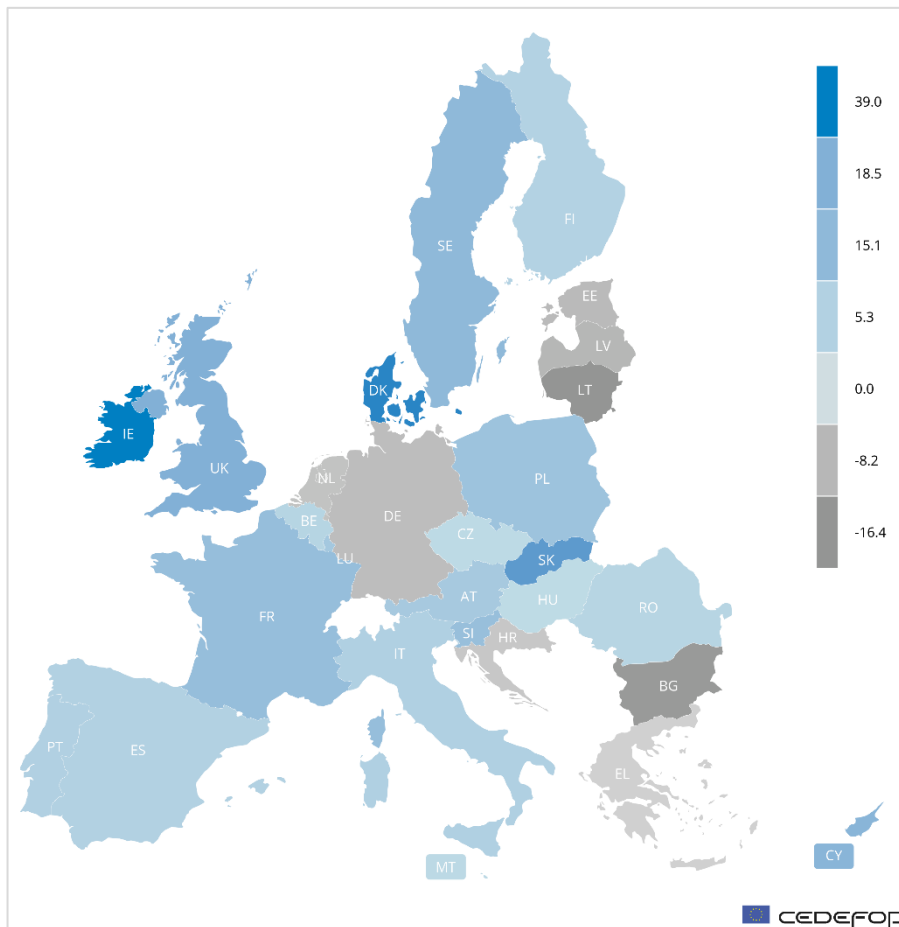 39.0
18.5
SE
FI
15.1
EE
5.3
LV
DK
LT
0.0
IE
UK
NL
PL
-8.2
BE
DE
CZ
-16.4
LU
SK
FR
AT
HU
RO
SI
HR
IT
BG
PT
ES
EL
MT
CY
CEDEFOP